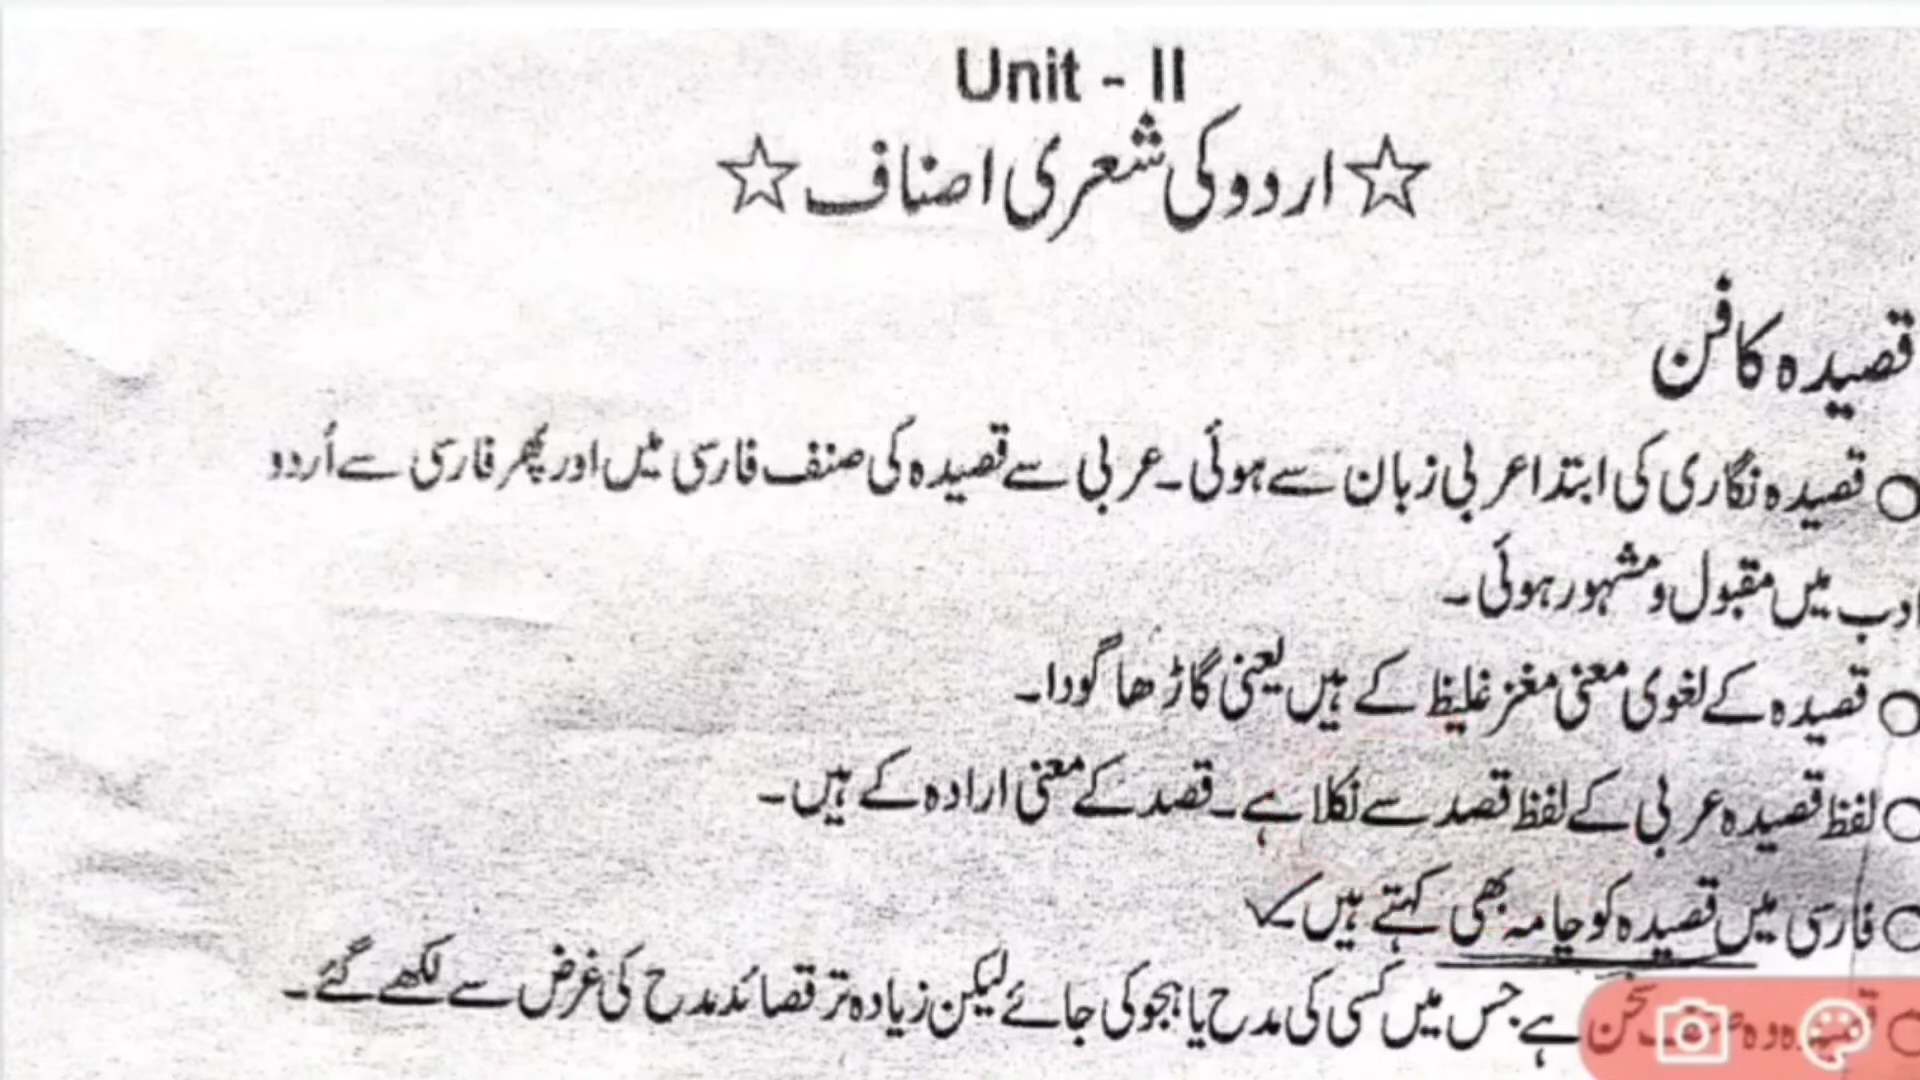 Unit - II
☆ اردو کی شعری اصناف ☆
قصیدہ کا فن
○ قصیدہ نگاری کی ابتدا عربی زبان سے ہوئی۔ عربی سے قصیدہ کی صنف فارسی میں اور پھر فارسی سے اُردو
ادب میں مقبول و مشہور ہوئی۔
○ قصیدہ کے لغوی معنی مغز غلیظ کے ہیں یعنی گاڑھا گودا۔
○ لفظ قصیدہ عربی کے لفظ قصد سے نکلا ہے۔ قصد کے معنی ارادہ کے ہیں۔
○ فارسی میں قصیدہ کو چامہ بھی کہتے ہیں
○ قصیدہ وہ سخن ہے جس میں کسی کی مدح یا ہجو کی جائے لیکن زیادہ تر قصائد مدح کی غرض سے لکھے گئے۔